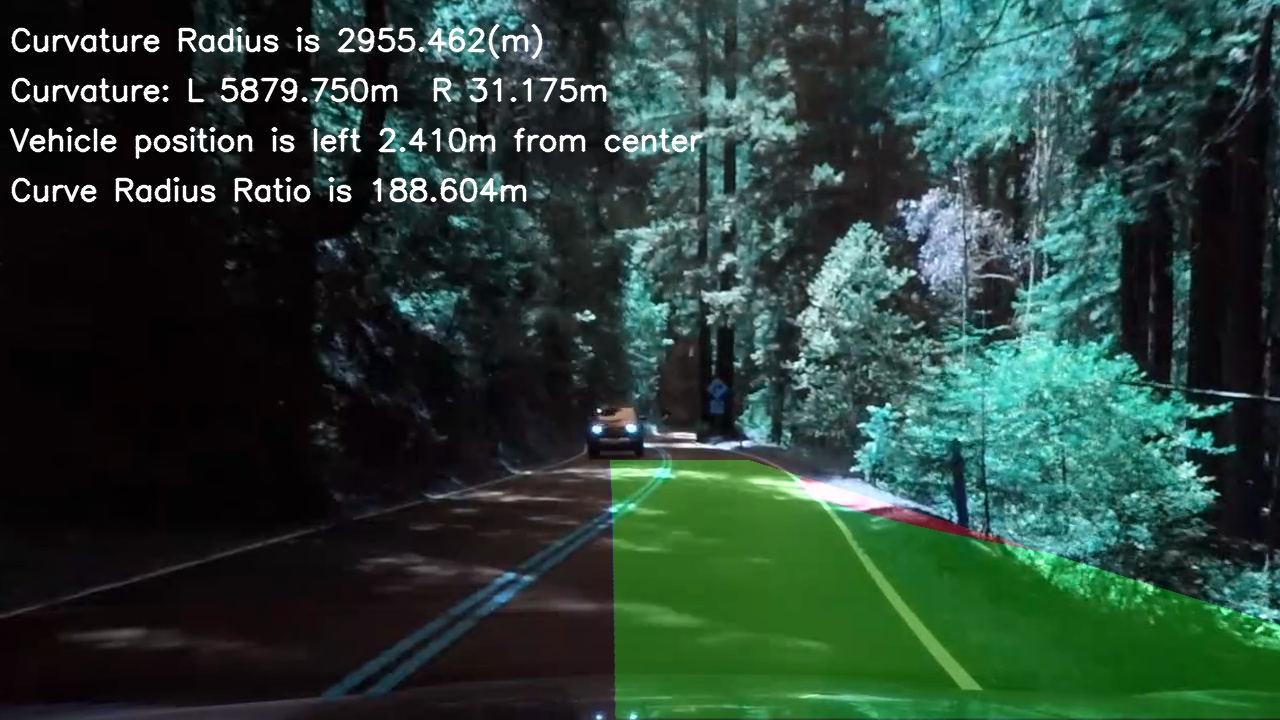 Curvature Radius is 2955.462(m)
Curvature: L 5879.750m R 31.175m
Vehicle position is left 2.410m from center
Curve Radius Ratio is 188.604m